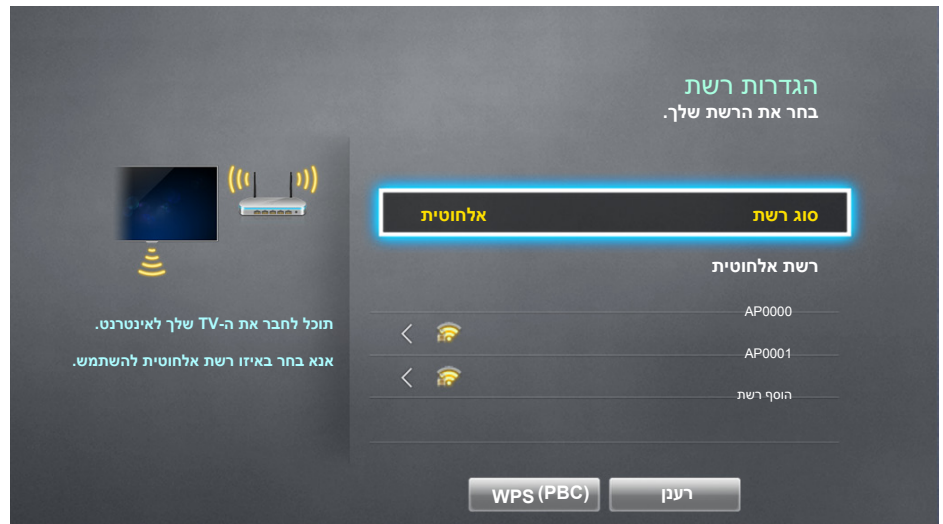 הגדרות רשת
בחר את הרשת שלך.
סוג רשת אלחוטית
רשת אלחוטית
AP0000
AP0001
הוסף רשת
תוכל לחבר את ה-TV שלך לאינטרנט.
אנא בחר באיזו רשת אלחוטית להשתמש.
רענן WPS (PBC)